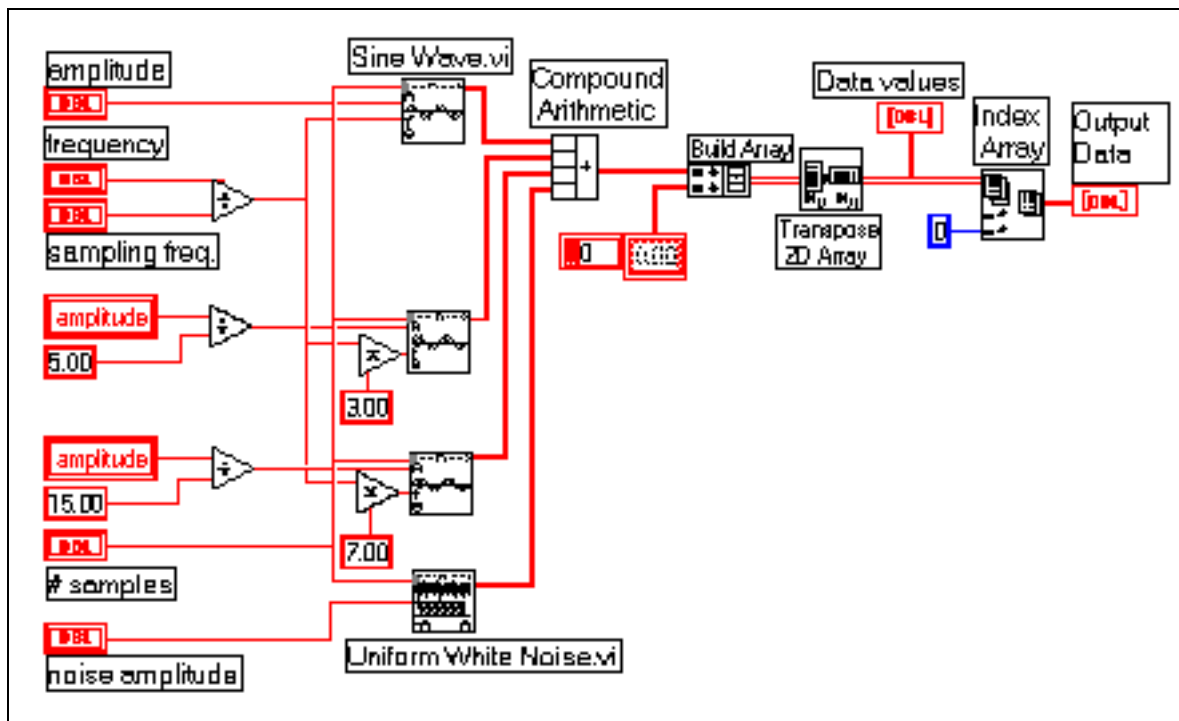 amplitude
DBL
frequency
DBL
DBL
sampling freq.
amplitude
5.00
amplitude
15.00
DBL
# samples
DBL
noise amplitude
Sine Wave.vi
3.00
7.00
Uniform White Noise.vi
Compound
Arithmetic
+
0
Build Array
Transpose
2D Array
Data values
[DBL]
Index
Array
0
Output
Data
[DBL]